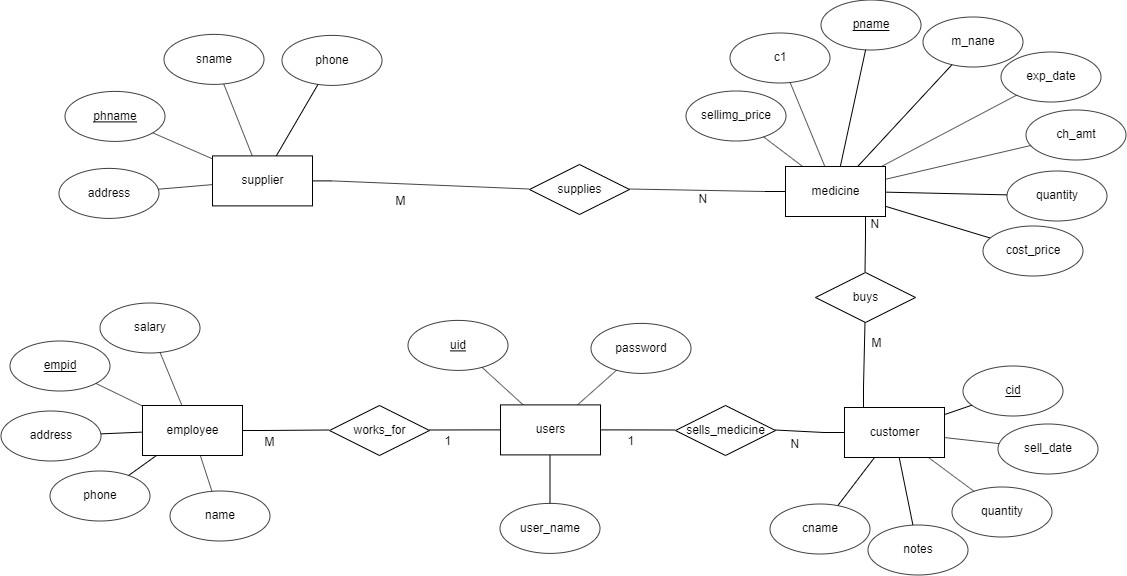 pname
m_nane
sname
phone
c1
exp_date
phname
sellimg_price
ch_amt
supplier
supplies
medicine
address
quantity
M
N
N
cost_price
buys
salary
M
uid
password
empid
cid
address
employee
works_for
users
sells_medicine
customer
M
1
1
N
sell_date
phone
name
quantity
user_name
cname
notes